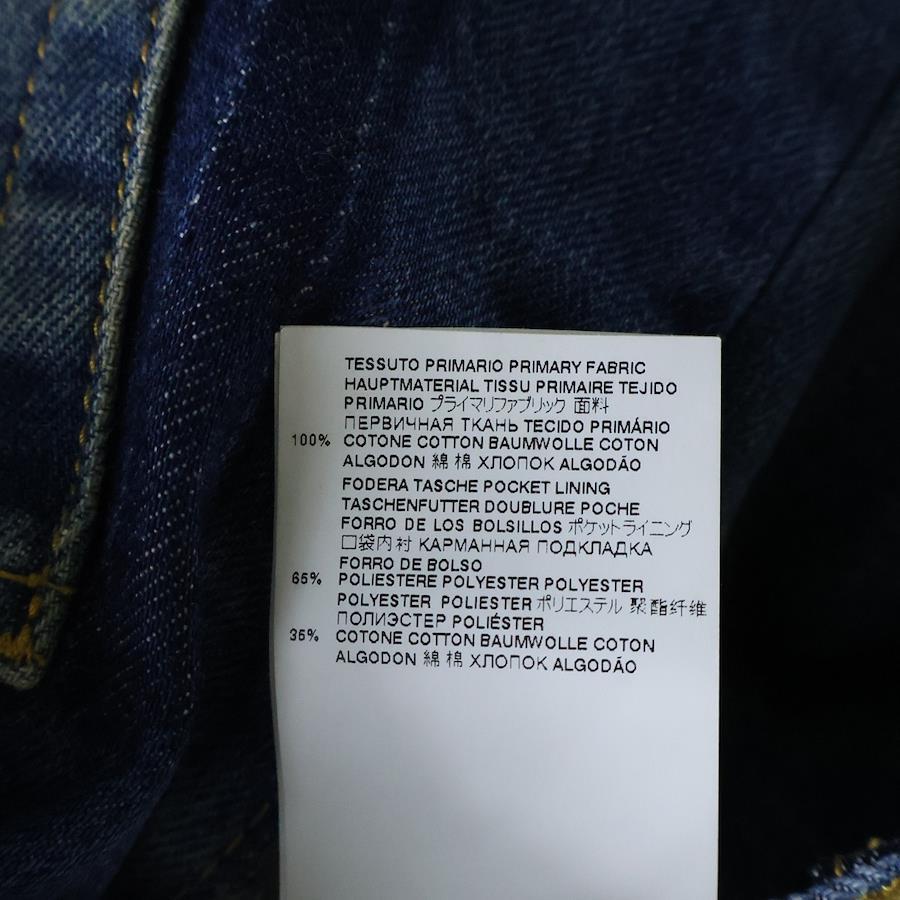 TESSUTO PRIMARIO PRIMARY FABRIC
HAUPTMATERIAL TISSU PRIMAIRE TEJIDO
PRIMARIO プライマリファブリック 面料
ПЕРВИЧНАЯ ТКАНЬ TECIDO PRIMÁRIO
100% COTONE COTTON BAUMWOLLE COTON
ALGODON 綿 棉 ХЛОПОК ALGODÃO
FODERA TASCHE POCKET LINING
TASCHENFUTTER DOUBLURE POCHE
FORRO DE LOS BOLSILLOS ポケットライニング
口袋内衬 КАРМАННАЯ ПОДКЛАДКА
FORRO DE BOLSO
65% POLIESTERE POLYESTER POLYESTER
POLYESTER POLIESTER ポリエステル 聚酯纤维
ПОЛИЭСТЕР POLIÉSTER
35% COTONE COTTON BAUMWOLLE COTON
ALGODON 綿 棉 ХЛОПОК ALGODÃO